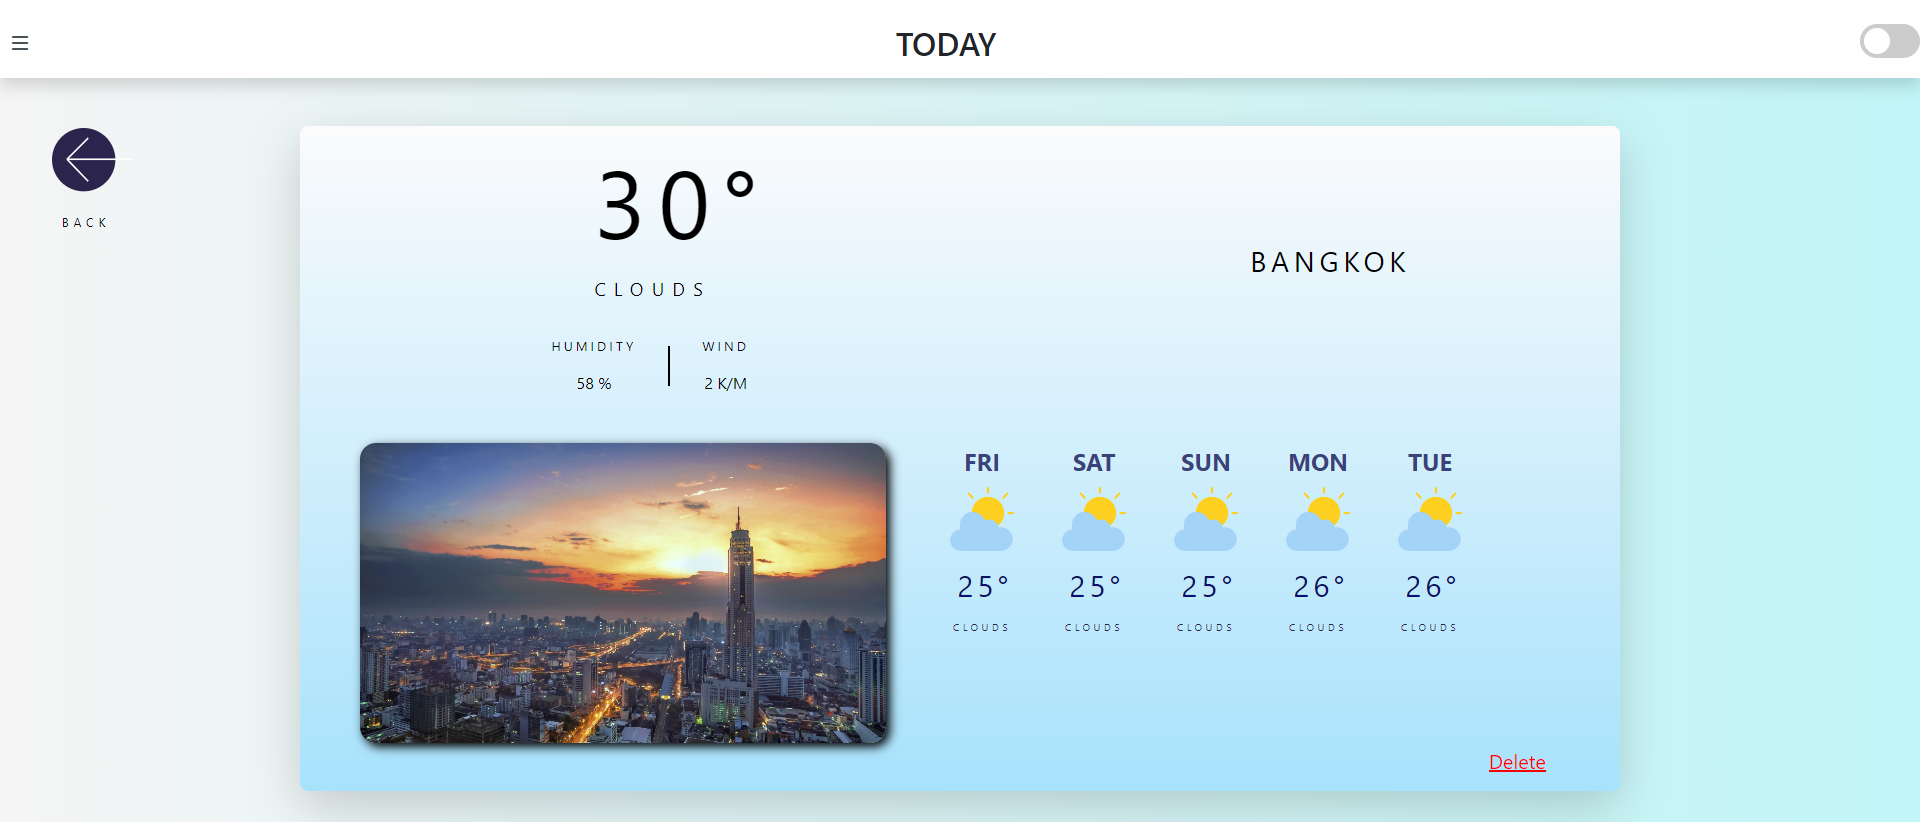 TODAY
BACK
30°
CLOUDS
HUMIDITY WIND
58 % 2 K/M
BANGKOK
FRI SAT SUN MON TUE
25° 25° 25° 26° 26°
CLOUDS CLOUDS CLOUDS CLOUDS CLOUDS
Delete